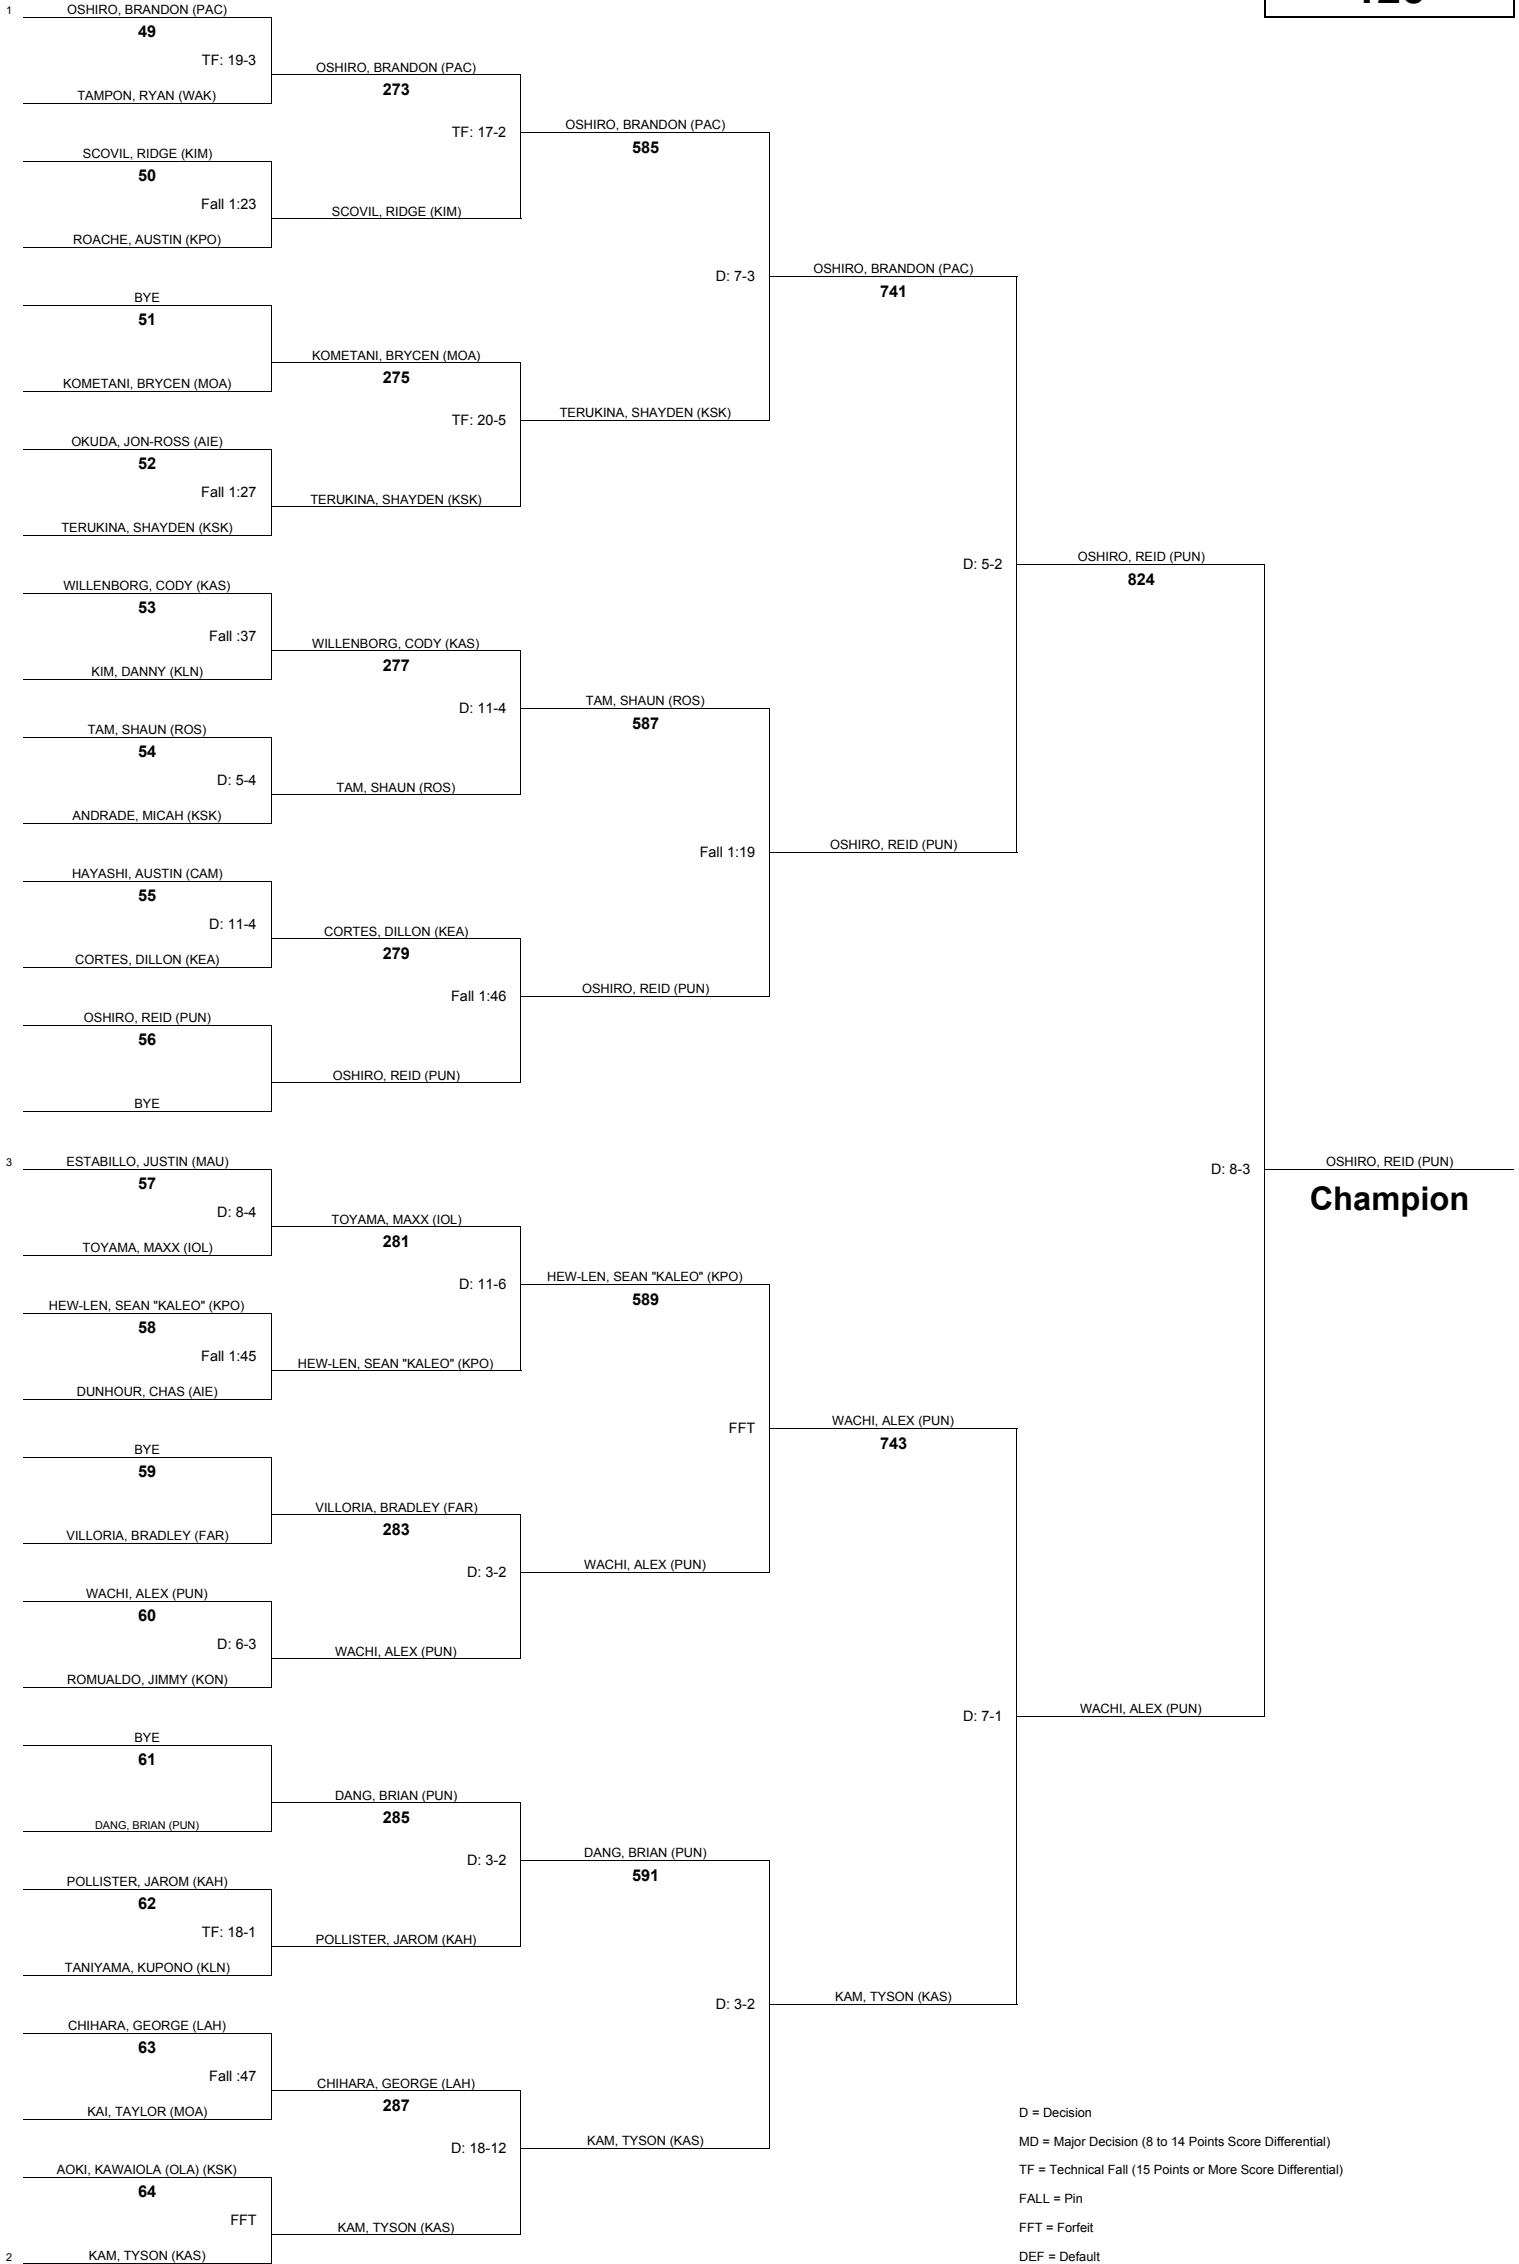 1
OSHIRO, BRANDON (PAC)
49
TF: 19-3
TAMPON, RYAN (WAK)
OSHIRO, BRANDON (PAC)
273
TF: 17-2
SCOVIL, RIDGE (KIM)
50
Fall 1:23
ROACHE, AUSTIN (KPO)
SCOVIL, RIDGE (KIM)
OSHIRO, BRANDON (PAC)
585
D: 7-3
BYE
51
KOMETANI, BRYCEN (MOA)
KOMETANI, BRYCEN (MOA)
275
TF: 20-5
OKUDA, JON-ROSS (AIE)
52
Fall 1:27
TERUKINA, SHAYDEN (KSK)
TERUKINA, SHAYDEN (KSK)
TERUKINA, SHAYDEN (KSK)
OSHIRO, BRANDON (PAC)
741
D: 5-2
WILLENBORG, CODY (KAS)
53
Fall :37
KIM, DANNY (KLN)
WILLENBORG, CODY (KAS)
277
D: 11-4
TAM, SHAUN (ROS)
54
D: 5-4
ANDRADE, MICAH (KSK)
TAM, SHAUN (ROS)
TAM, SHAUN (ROS)
587
Fall 1:19
HAYASHI, AUSTIN (CAM)
55
D: 11-4
CORTES, DILLON (KEA)
CORTES, DILLON (KEA)
279
Fall 1:46
OSHIRO, REID (PUN)
56
BYE
OSHIRO, REID (PUN)
OSHIRO, REID (PUN)
OSHIRO, REID (PUN)
OSHIRO, REID (PUN)
824
D: 8-3
OSHIRO, REID (PUN)
Champion
3
ESTABILLO, JUSTIN (MAU)
57
D: 8-4
TOYAMA, MAXX (IOL)
TOYAMA, MAXX (IOL)
281
D: 11-6
HEW-LEN, SEAN "KALEO" (KPO)
58
Fall 1:45
DUNHOUR, CHAS (AIE)
HEW-LEN, SEAN "KALEO" (KPO)
HEW-LEN, SEAN "KALEO" (KPO)
589
FFT
BYE
59
VILLORIA, BRADLEY (FAR)
VILLORIA, BRADLEY (FAR)
283
D: 3-2
WACHI, ALEX (PUN)
60
D: 6-3
ROMUALDO, JIMMY (KON)
WACHI, ALEX (PUN)
WACHI, ALEX (PUN)
WACHI, ALEX (PUN)
743
D: 7-1
WACHI, ALEX (PUN)
BYE
61
DANG, BRIAN (PUN)
DANG, BRIAN (PUN)
285
D: 3-2
POLLISTER, JAROM (KAH)
62
TF: 18-1
TANIYAMA, KUPONO (KLN)
POLLISTER, JAROM (KAH)
DANG, BRIAN (PUN)
591
D: 3-2
KAM, TYSON (KAS)
CHIHARA, GEORGE (LAH)
63
Fall :47
KAI, TAYLOR (MOA)
CHIHARA, GEORGE (LAH)
287
D: 18-12
KAM, TYSON (KAS)
AOKI, KAWAIOLA (OLA) (KSK)
64
FFT
KAM, TYSON (KAS)
2
KAM, TYSON (KAS)
D = Decision
MD = Major Decision (8 to 14 Points Score Differential)
TF = Technical Fall (15 Points or More Score Differential)
FALL = Pin
FFT = Forfeit
DEF = Default